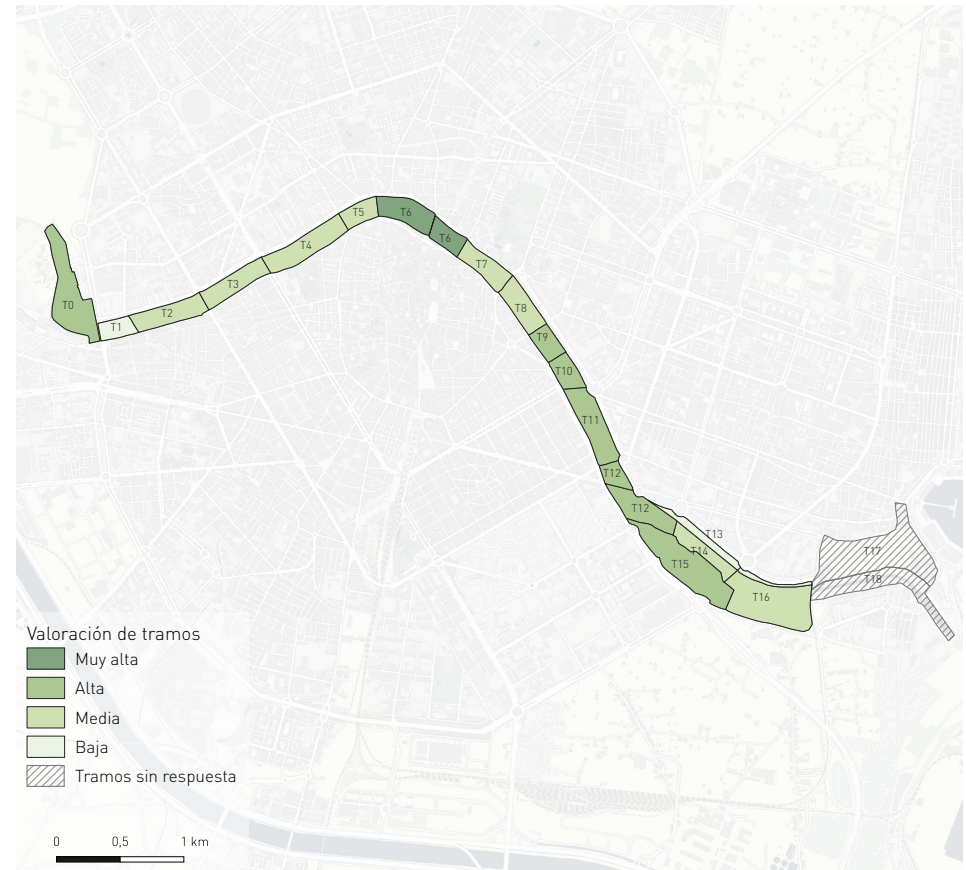 T5
T6
T6
T4
T7
T3
T0
T8
T2
T1
T9
T10
T11
T12
T12
T13
T14
T17
T15
T18
T16
Valoración de tramos
Muy alta
Alta
Media
Baja
Tramos sin respuesta
0 0,5 1 km